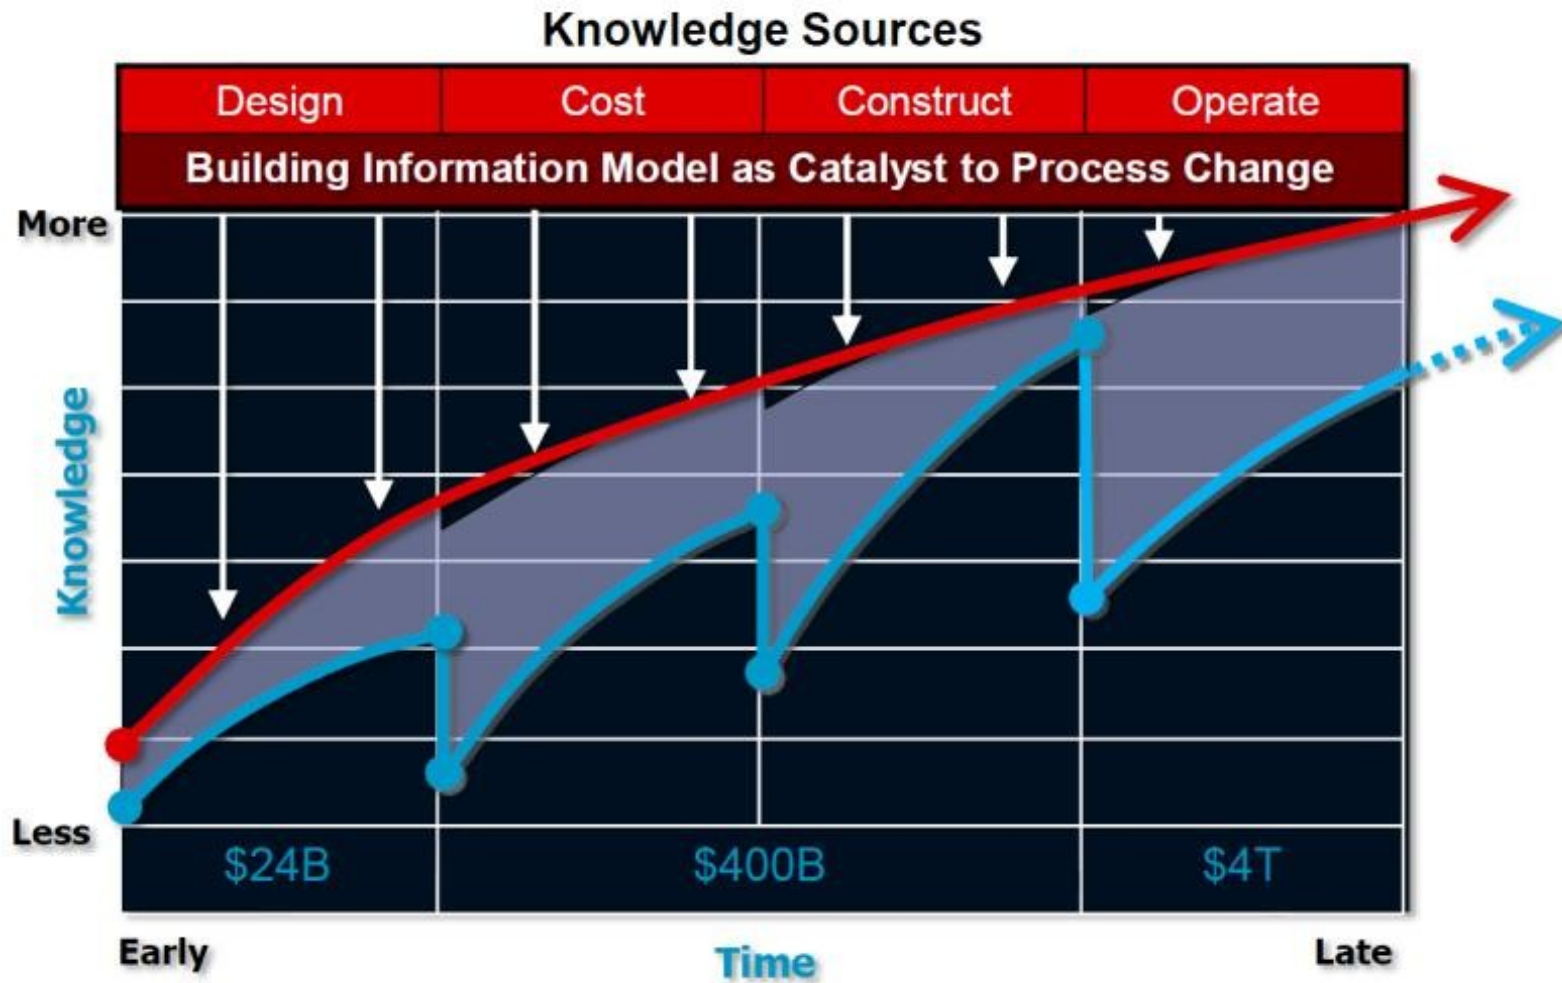 Knowledge Sources
Design Cost Construct Operate
Building Information Model as Catalyst to Process Change
More
Knowledge
Less
$24B $400B $4T
Early Time Late